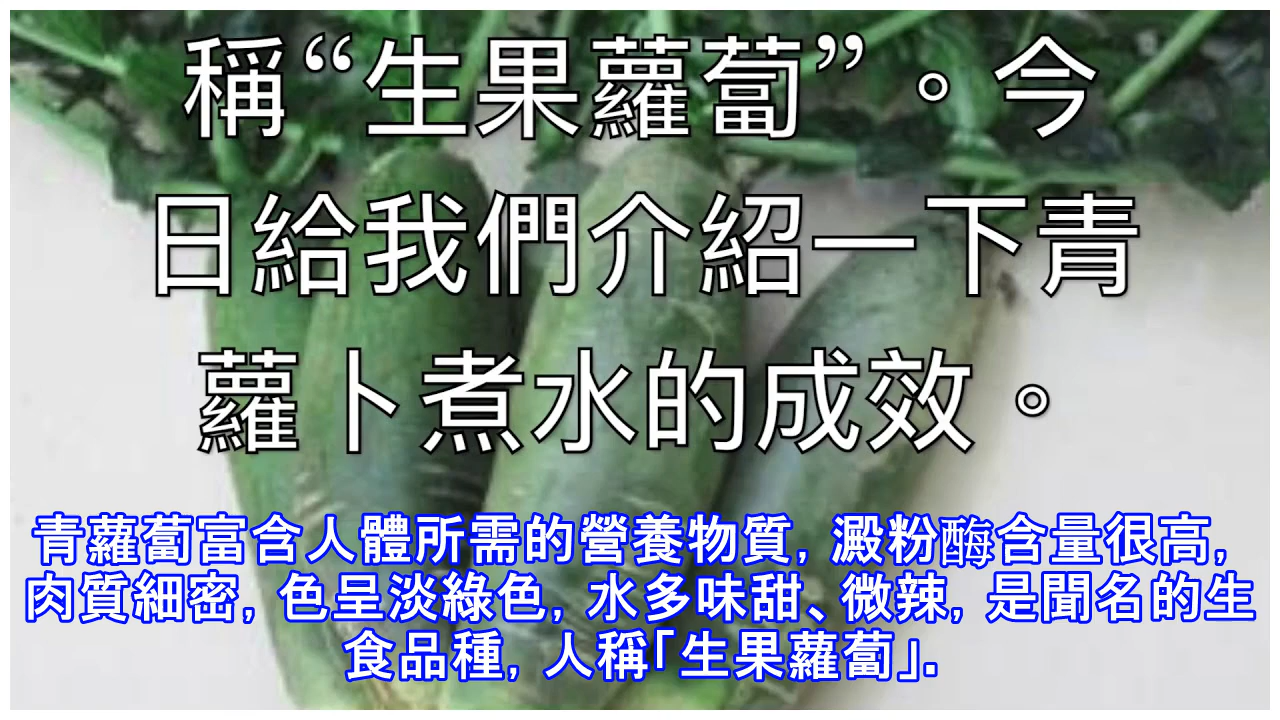 稱“生果蘿蔔”。今
日給我們介紹一下青
蘿卜煮水的成效。
青蘿蔔富含人體所需的營養物質, 澱粉酶含量很高,
肉質細密, 色呈淡綠色, 水多味甜、微辣, 是聞名的生
食品種, 人稱「生果蘿蔔」.